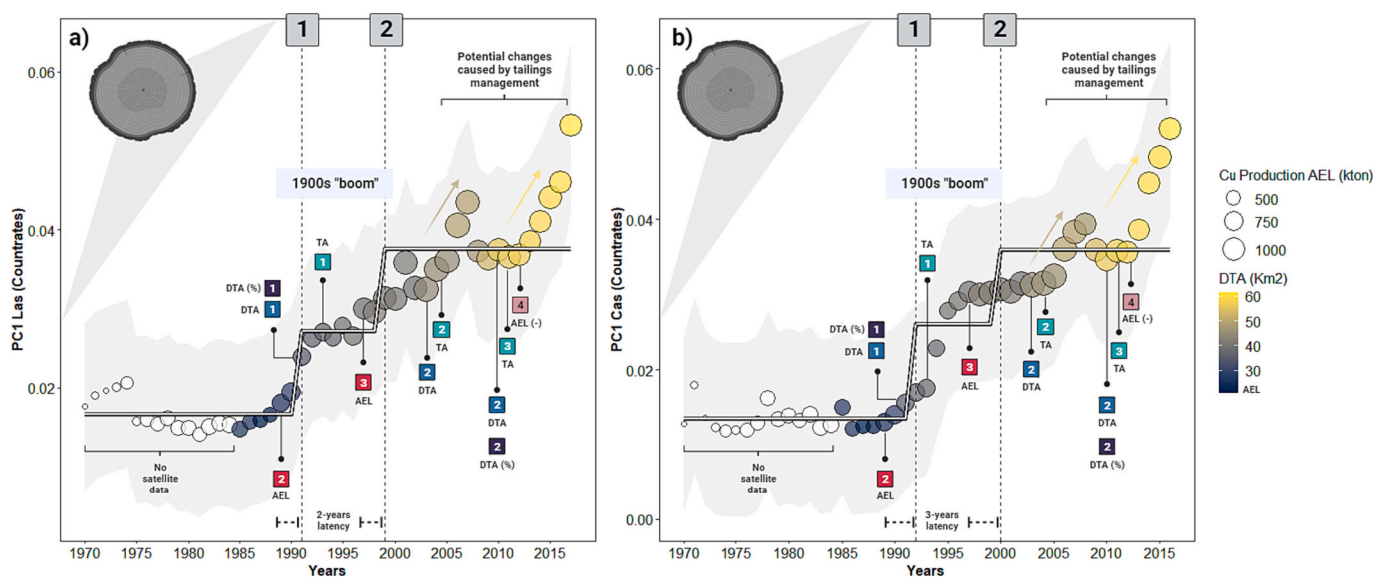 a)
1
2
Potential changes
caused by tailings
management
1900s "boom"
TA
1
DTA (%)
1
DTA
1
2
TA
4
AEL (-)
3
TA
3
AEL
2
DTA
2
DTA
2
DTA (%)
2
AEL
No
satellite
data
2-years
latency
0.06
0.04
0.02
PC1 Las (Countrates)
1970 1975 1980 1985 1990 1995 2000 2005 2010 2015
Years
b)
1
2
Potential changes
caused by tailings
management
1900s "boom"
TA
1
DTA (%)
1
DTA
1
4
AEL (-)
2
TA
3
TA
3
AEL
2
DTA
2
DTA
2
DTA (%)
2
AEL
No
satellite
data
3-years
latency
0.06
0.04
0.02
0.00
PC1 Cas (Countrates)
1970 1975 1980 1985 1990 1995 2000 2005 2010 2015
Years
Cu Production AEL (kton)
500
750
1000
DTA (Km2)
60
50
40
30
AEL